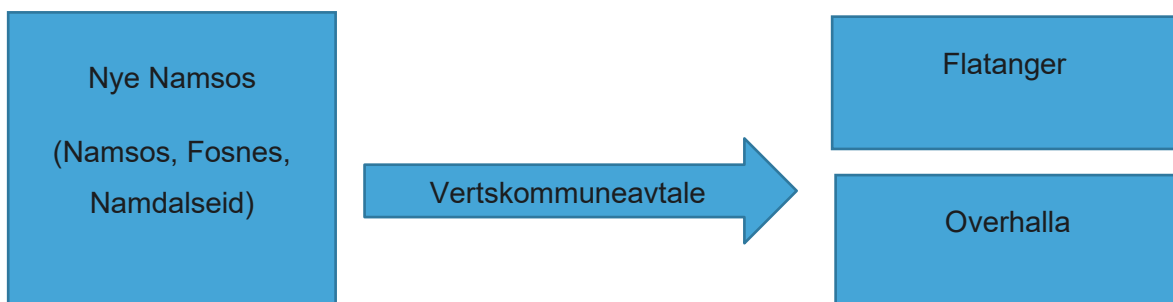 Nye Namsos
(Namsos, Fosnes,
Namdalseid)
Vertskommuneavtale
Flatanger
Overhalla